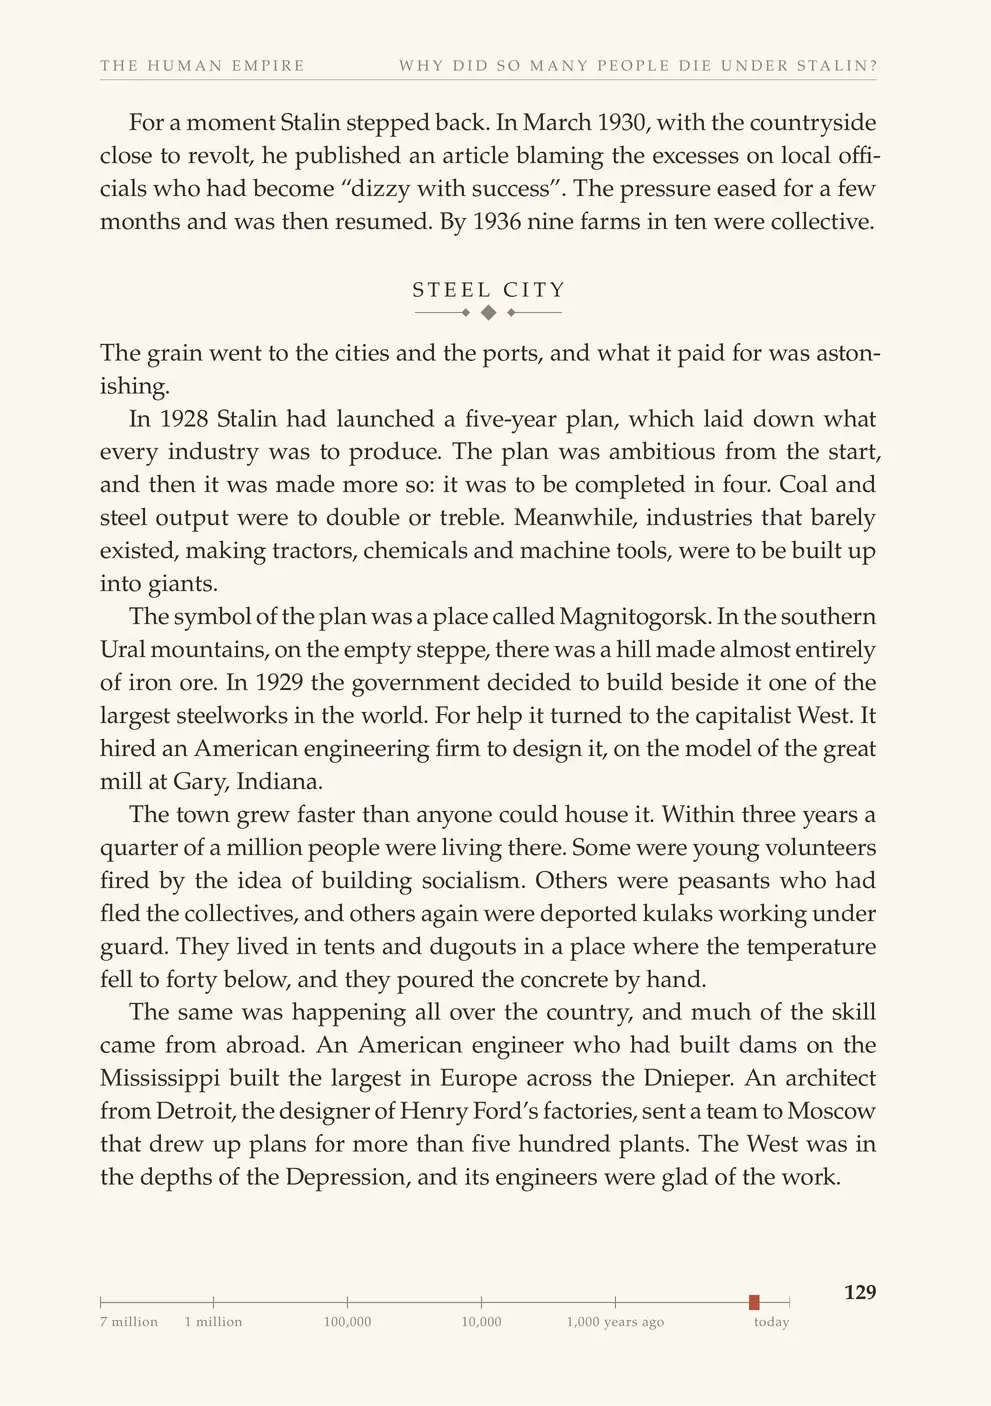 THE HUMAN EMPIRE WHY DID SO MANY PEOPLE DIE UNDER STALIN?
For a moment Stalin stepped back. In March 1930, with the countryside
close to revolt, he published an article blaming the excesses on local offi-
cials who had become “dizzy with success”. The pressure eased for a few
months and was then resumed. By 1936 nine farms in ten were collective.
STEEL CITY
The grain went to the cities and the ports, and what it paid for was aston-
ishing.
In 1928 Stalin had launched a five-year plan, which laid down what
every industry was to produce. The plan was ambitious from the start,
and then it was made more so: it was to be completed in four. Coal and
steel output were to double or treble. Meanwhile, industries that barely
existed, making tractors, chemicals and machine tools, were to be built up
into giants.
The symbol of the plan was a place called Magnitogorsk. In the southern
Ural mountains, on the empty steppe, there was a hill made almost entirely
of iron ore. In 1929 the government decided to build beside it one of the
largest steelworks in the world. For help it turned to the capitalist West. It
hired an American engineering firm to design it, on the model of the great
mill at Gary, Indiana.
The town grew faster than anyone could house it. Within three years a
quarter of a million people were living there. Some were young volunteers
fired by the idea of building socialism. Others were peasants who had
fled the collectives, and others again were deported kulaks working under
guard. They lived in tents and dugouts in a place where the temperature
fell to forty below, and they poured the concrete by hand.
The same was happening all over the country, and much of the skill
came from abroad. An American engineer who had built dams on the
Mississippi built the largest in Europe across the Dnieper. An architect
from Detroit, the designer of Henry Ford’s factories, sent a team to Moscow
that drew up plans for more than five hundred plants. The West was in
the depths of the Depression, and its engineers were glad of the work.
129
7 million 1 million 100,000 10,000 1,000 years ago today